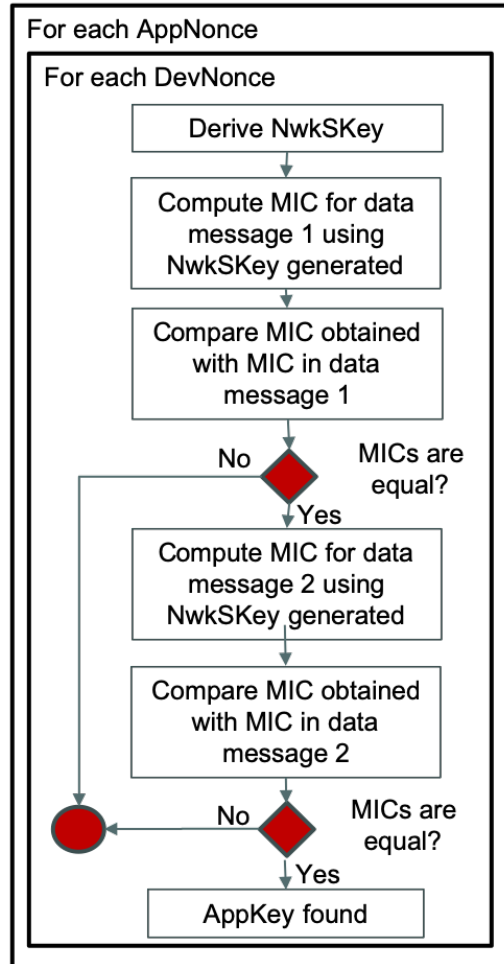 For each AppNonce
For each DevNonce
Derive NwkSKey
Compute MIC for data
message 1 using
NwkSKey generated
Compare MIC obtained
with MIC in data
message 1
No
MICs are
equal?
Yes
Compute MIC for data
message 2 using
NwkSKey generated
Compare MIC obtained
with MIC in data
message 2
No
MICs are
equal?
Yes
AppKey found